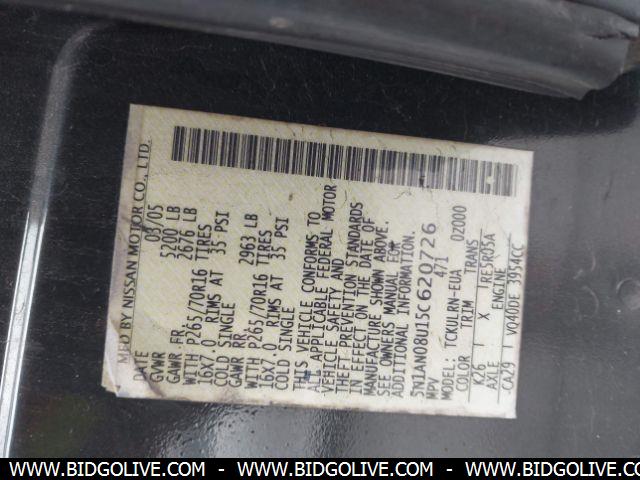 MFD BY NISSAN MOTOR CO., LTD.
DATE 03/05
GVWR 5200 LB
GAWR FR 2676 LB
WITH P265/70R16 TIRES
16X7.0 RIMS AT 35 PSI
COLD SINGLE
GAWR RR 2963 LB
WITH P265/70R16 TIRES
16X7.0 RIMS AT 35 PSI
COLD SINGLE
THIS VEHICLE CONFORMS TO
ALL APPLICABLE FEDERAL MOTOR
VEHICLE SAFETY AND
THEFT PREVENTION STANDARDS
IN EFFECT ON THE DATE OF
MANUFACTURE SHOWN ABOVE.
SEE OWNERS MANUAL FOR
ADDITIONAL INFORMATION.
5N1AN08U15C620726
MPV 471
MODEL: TCKULRN-EUA 02000
COLOR TRIM TRANS
K26 X RE5R05A
AXLE ENGINE
CA29 VQ40DE 3954CC
WWW.BIDGOLIVE.COM - WWW.BIDGOLIVE.COM - WWW.BIDGOLIVE.COM